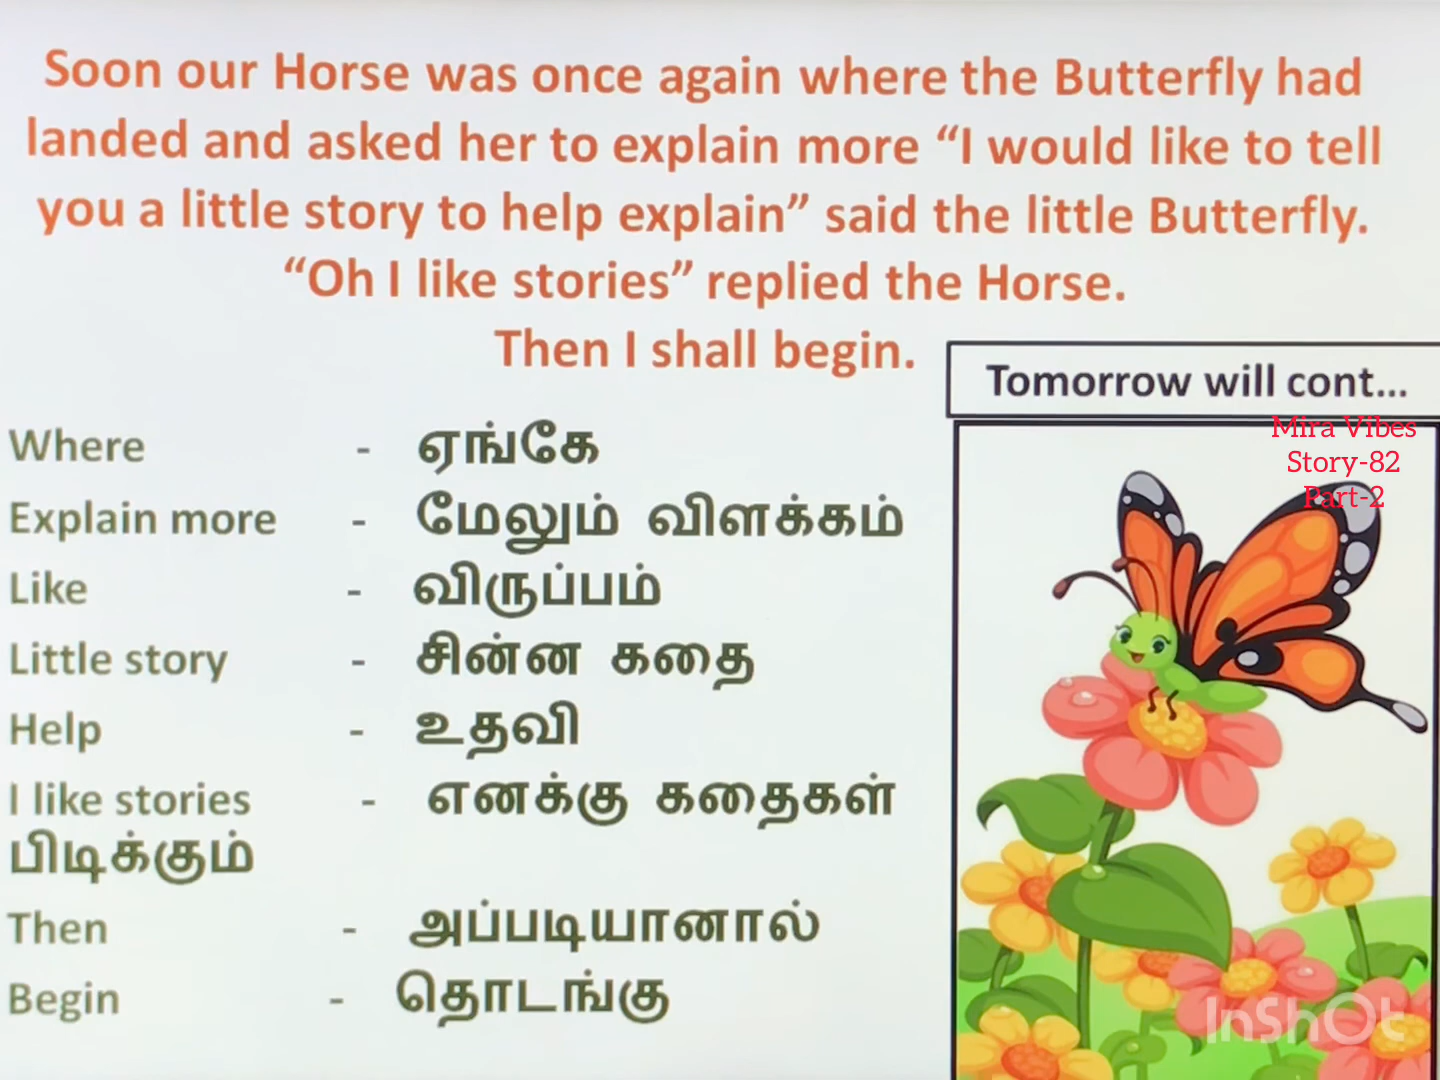 Soon our Horse was once again where the Butterfly had
landed and asked her to explain more “I would like to tell
you a little story to help explain” said the little Butterfly.
“Oh I like stories” replied the Horse.
Then I shall begin.
Tomorrow will cont...
Mira Vibes
Story-82
Part-2
Where - ஏங்கே
Explain more - மேலும் விளக்கம்
Like - விருப்பம்
Little story - சின்ன கதை
Help - உதவி
I like stories - எனக்கு கதைகள்
பிடிக்கும்
Then - அப்படியானால்
Begin - தொடங்கு
InShOt